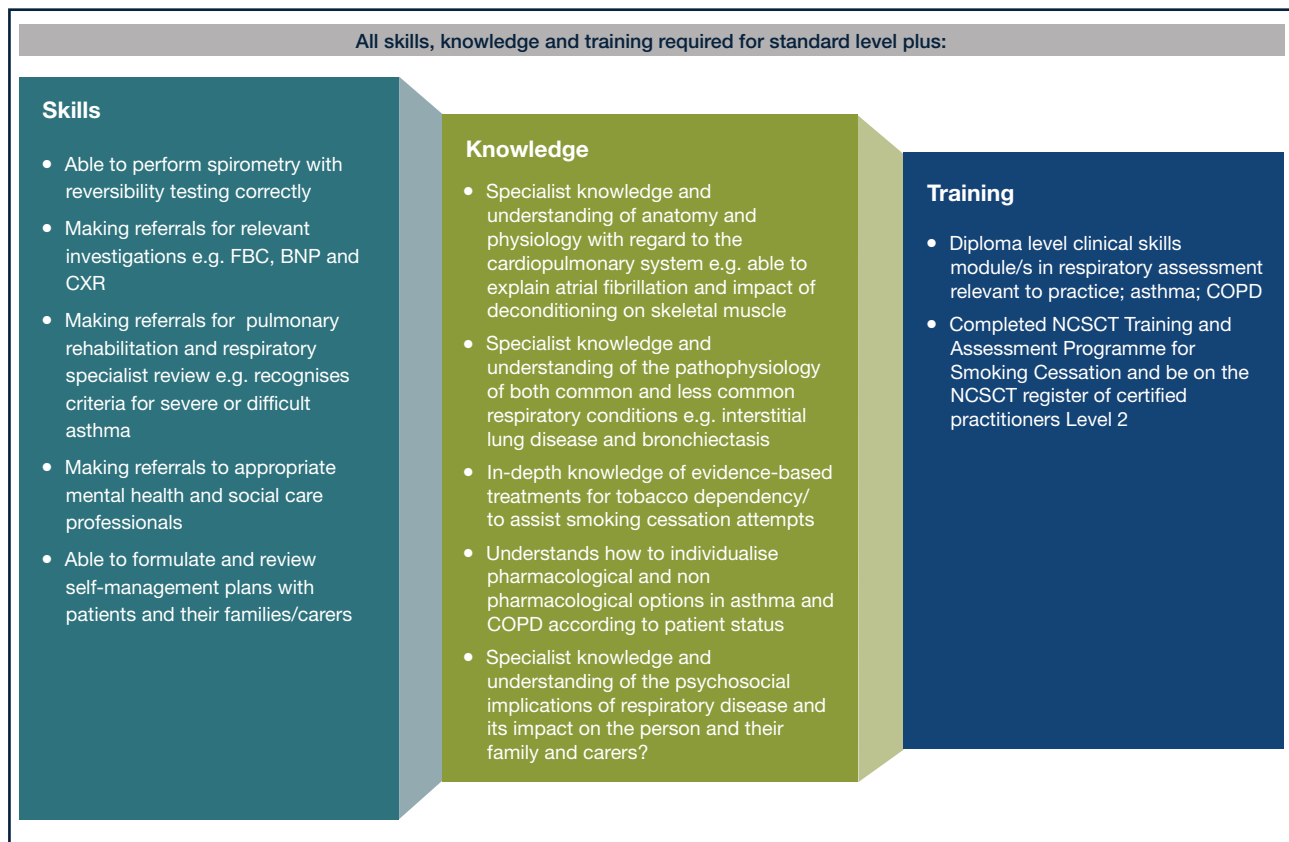 All skills, knowledge and training required for standard level plus:
Skills
• Able to perform spirometry with
reversibility testing correctly
• Making referrals for relevant
investigations e.g. FBC, BNP and
CXR
• Making referrals for pulmonary
rehabilitation and respiratory
specialist review e.g. recognises
criteria for severe or difficult
asthma
• Making referrals to appropriate
mental health and social care
professionals
• Able to formulate and review
self-management plans with
patients and their families/carers
Knowledge
• Specialist knowledge and
understanding of anatomy and
physiology with regard to the
cardiopulmonary system e.g. able to
explain atrial fibrillation and impact of
deconditioning on skeletal muscle
• Specialist knowledge and
understanding of the pathophysiology
of both common and less common
respiratory conditions e.g. interstitial
lung disease and bronchiectasis
• In-depth knowledge of evidence-based
treatments for tobacco dependency/
to assist smoking cessation attempts
• Understands how to individualise
pharmacological and non
pharmacological options in asthma and
COPD according to patient status
• Specialist knowledge and
understanding of the psychosocial
implications of respiratory disease and
its impact on the person and their
family and carers?
Training
• Diploma level clinical skills
module/s in respiratory assessment
relevant to practice; asthma; COPD
• Completed NCSCT Training and
Assessment Programme for
Smoking Cessation and be on the
NCSCT register of certified
practitioners Level 2